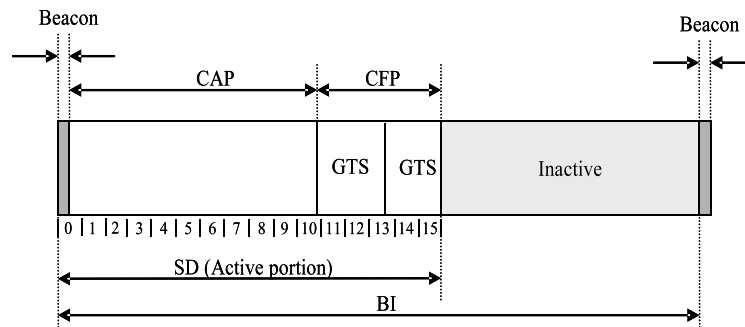 Beacon
Beacon
CAP
CFP
GTS
GTS
Inactive
0 1 2 3 4 5 6 7 8 9 10 11 12 13 14 15
SD (Active portion)
BI